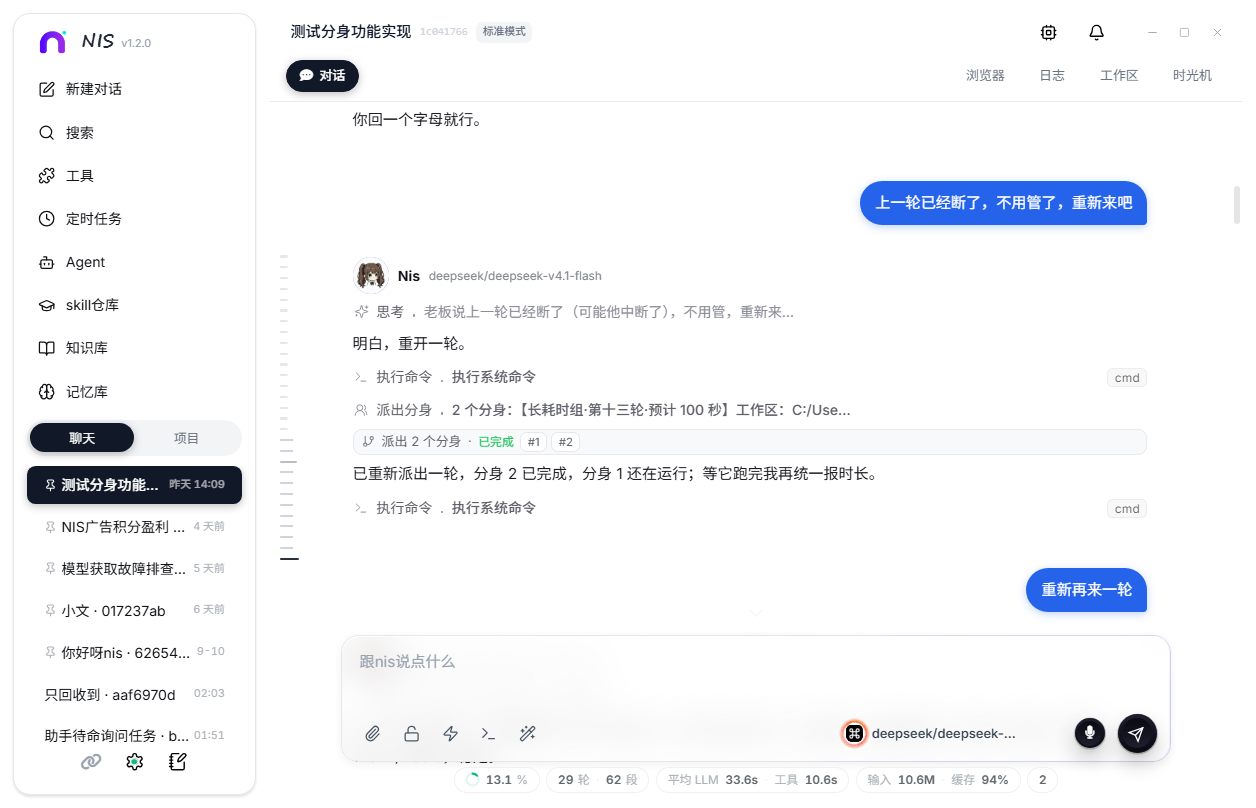 NIS v1.2.0
新建对话
搜索
工具
定时任务
Agent
skill仓库
知识库
记忆库
聊天 项目
测试分身功能... 昨天 14:09
NIS广告积分盈利 ... 4 天前
模型获取故障排查... 5 天前
小文 · 017237ab 6 天前
你好呀nis · 62654... 9-10
只回收到 · aaf6970d 02:03
助手待命询问任务 · b... 01:51
测试分身功能实现 1c041766 标准模式
对话 浏览器 日志 工作区 时光机
你回一个字母就行。
上一轮已经断了，不用管了，重新来吧
Nis deepseek/deepseek-v4.1-flash
思考 . 老板说上一轮已经断了（可能他中断了），不用管，重新来...
明白，重开一轮。
执行命令 . 执行系统命令 cmd
派出分身 . 2 个分身：【长耗时组·第十三轮·预计 100 秒】工作区：C:/Use...
派出 2 个分身 · 已完成 #1 #2
已重新派出一轮，分身 2 已完成，分身 1 还在运行；等它跑完我再统一报时长。
执行命令 . 执行系统命令 cmd
重新再来一轮
跟nis说点什么
deepseek/deepseek-...
13.1 % 29 轮 · 62 段 平均 LLM 33.6s · 工具 10.6s 输入 10.6M · 缓存 94% 2